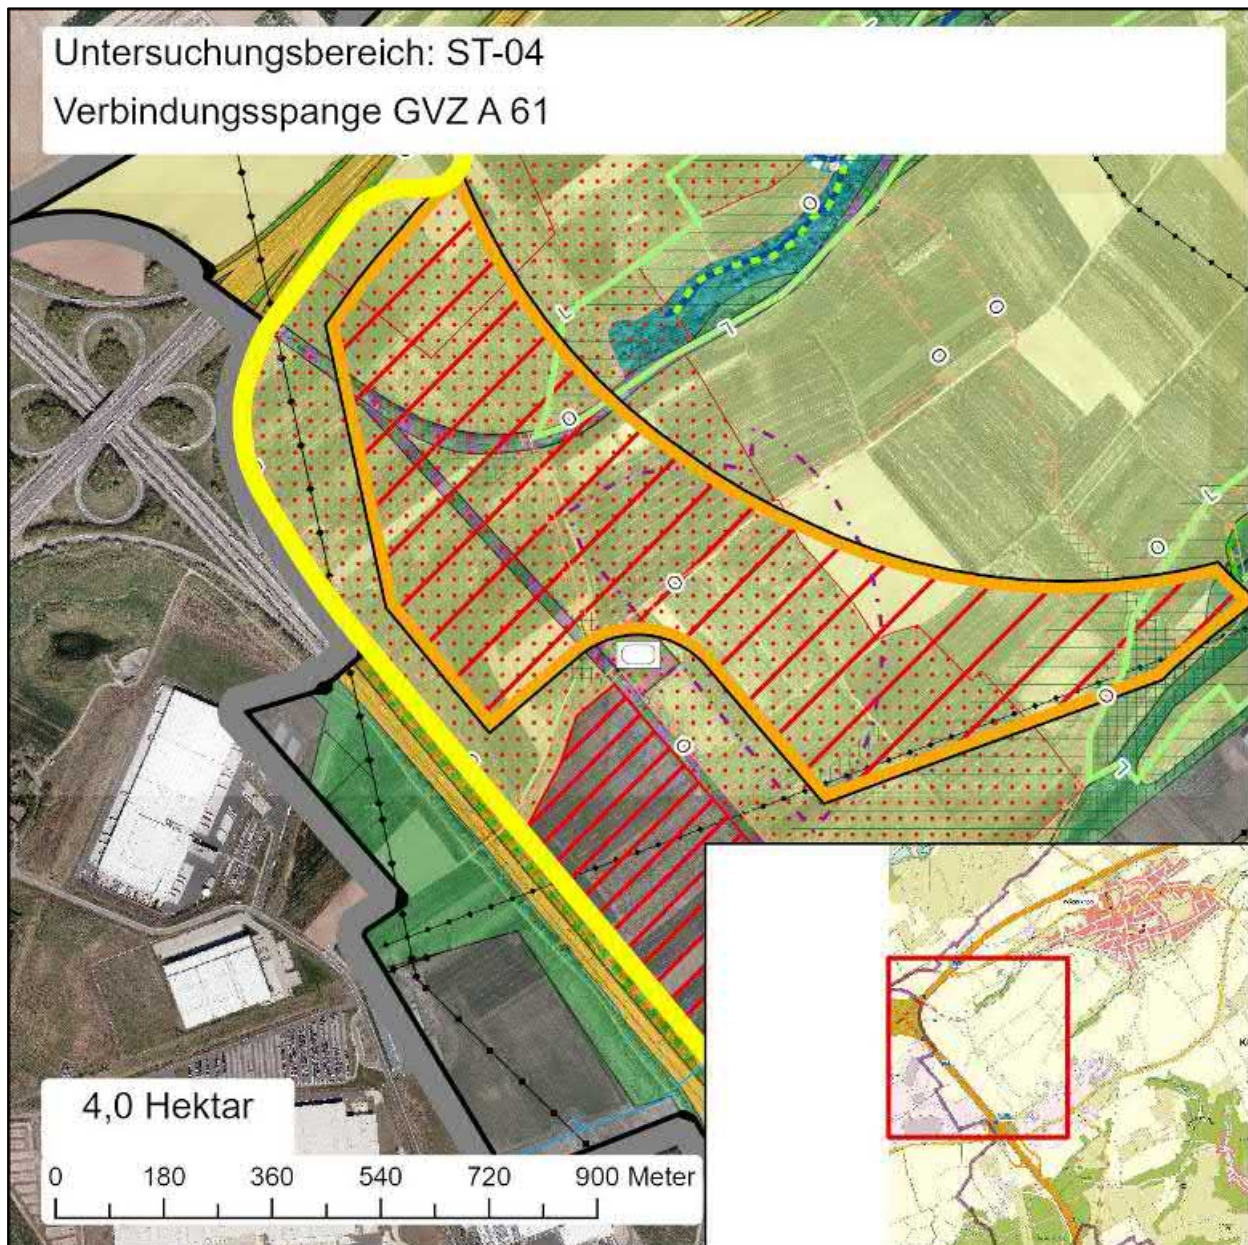 Untersuchungsbereich: ST-04
Verbindungsspange GVZ A 61
4,0 Hektar
0 180 360 540 720 900 Meter